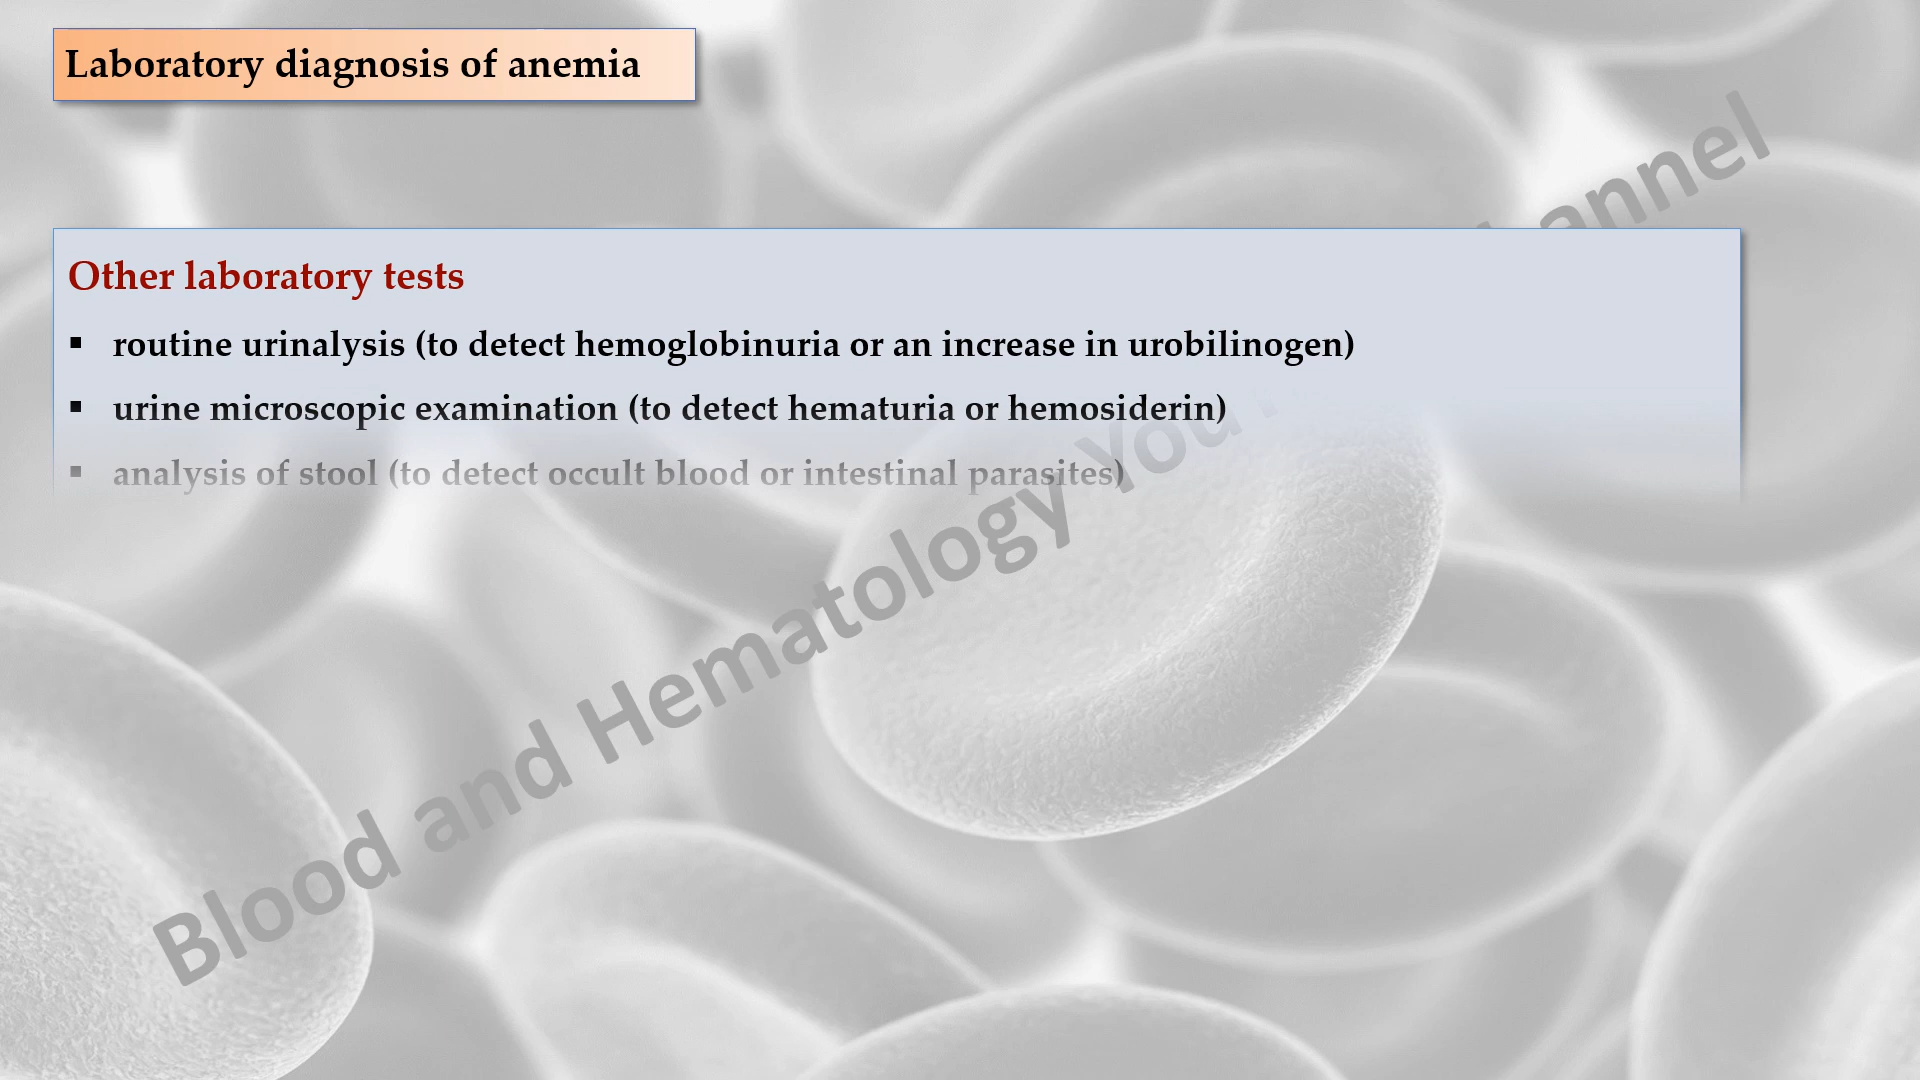 Laboratory diagnosis of anemia
Other laboratory tests
▪ routine urinalysis (to detect hemoglobinuria or an increase in urobilinogen)
▪ urine microscopic examination (to detect hematuria or hemosiderin)
▪ analysis of stool (to detect occult blood or intestinal parasites)
Blood and Hematology